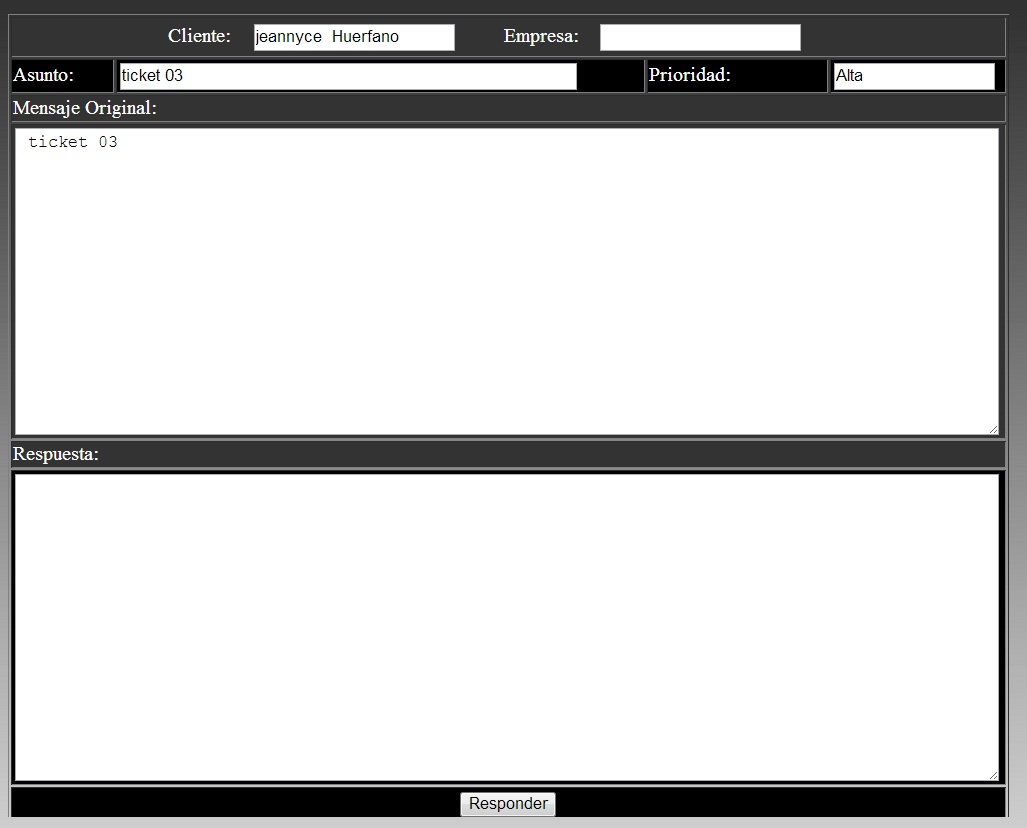 Cliente: jeannyce  Huerfano Empresa:
Asunto: ticket 03 Prioridad: Alta
Mensaje Original:
ticket 03
Respuesta:
Responder